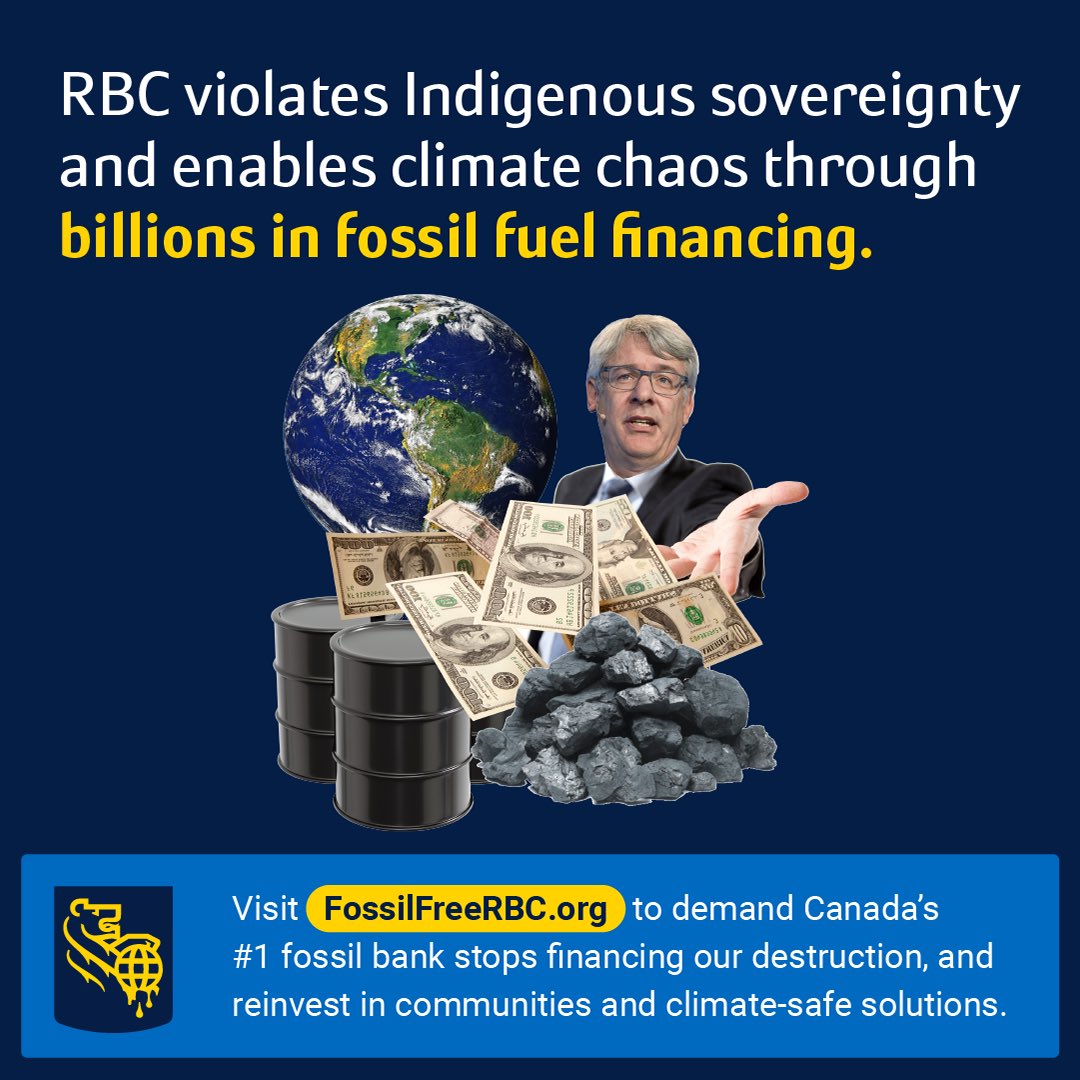 RBC violates Indigenous sovereignty
and enables climate chaos through
billions in fossil fuel financing.
Visit FossilFreeRBC.org to demand Canada’s
#1 fossil bank stops financing our destruction, and
reinvest in communities and climate-safe solutions.